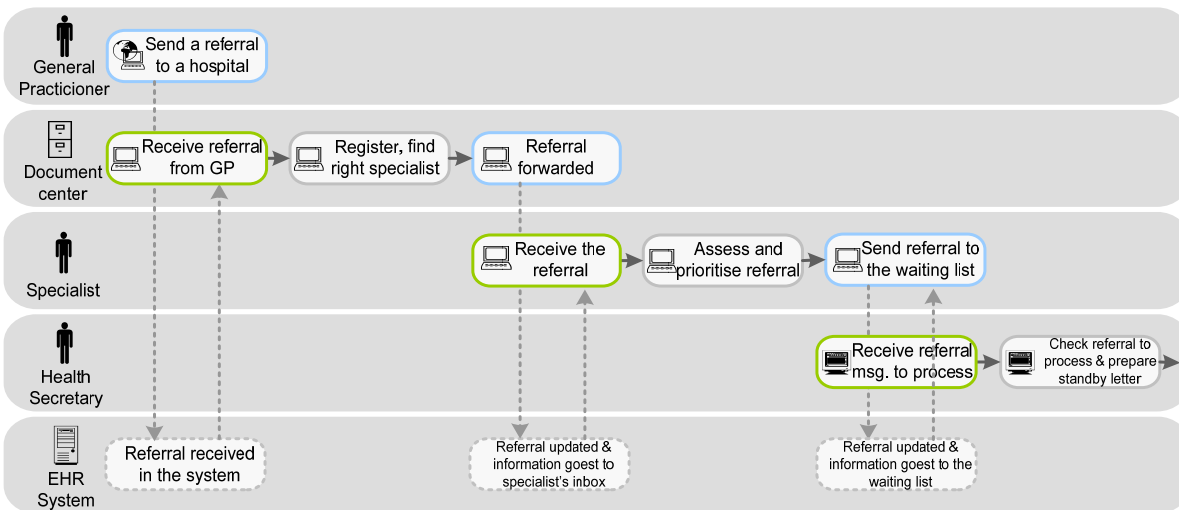 General
Practicioner
Send a referral
to a hospital
Document
center
Receive referral
from GP
Register, find
right specialist
Referral
forwarded
Specialist
Receive the
referral
Assess and
prioritise referral
Send referral to
the waiting list
Health
Secretary
Receive referral
msg. to process
Check referral to
process & prepare
standby letter
EHR
System
Referral received
in the system
Referral updated &
information goest to
specialist's inbox
Referral updated &
information goest to the
waiting list